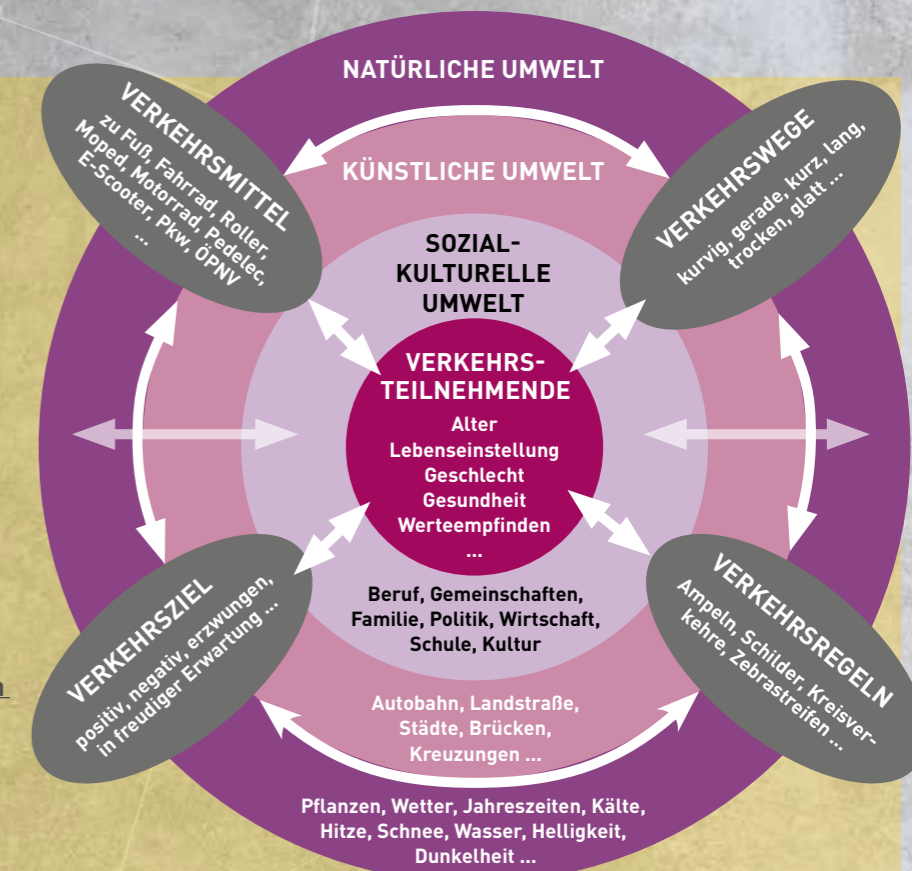 NATÜRLICHE UMWELT
KÜNSTLICHE UMWELT
SOZIAL-
KULTURELLE
UMWELT
VERKEHRS-
TEILNEHMENDE
Alter
Lebenseinstellung
Geschlecht
Gesundheit
Werteempfinden
...
Beruf, Gemeinschaften,
Familie, Politik, Wirtschaft,
Schule, Kultur
Autobahn, Landstraße,
Städte, Brücken,
Kreuzungen ...
Pflanzen, Wetter, Jahreszeiten, Kälte,
Hitze, Schnee, Wasser, Helligkeit,
Dunkelheit ...
VERKEHRSMITTEL
zu Fuß, Fahrrad, Roller,
Moped, Motorrad, Pedelec,
E-Scooter, Pkw, ÖPNV
...
VERKEHRSWEGE
kurvig, gerade, kurz, lang,
trocken, glatt ...
VERKEHRSZIEL
positiv, negativ, erzwungen,
in freudiger Erwartung ...
VERKEHRSREGELN
Ampeln, Schilder, Kreisver-
kehre, Zebrastreifen ...